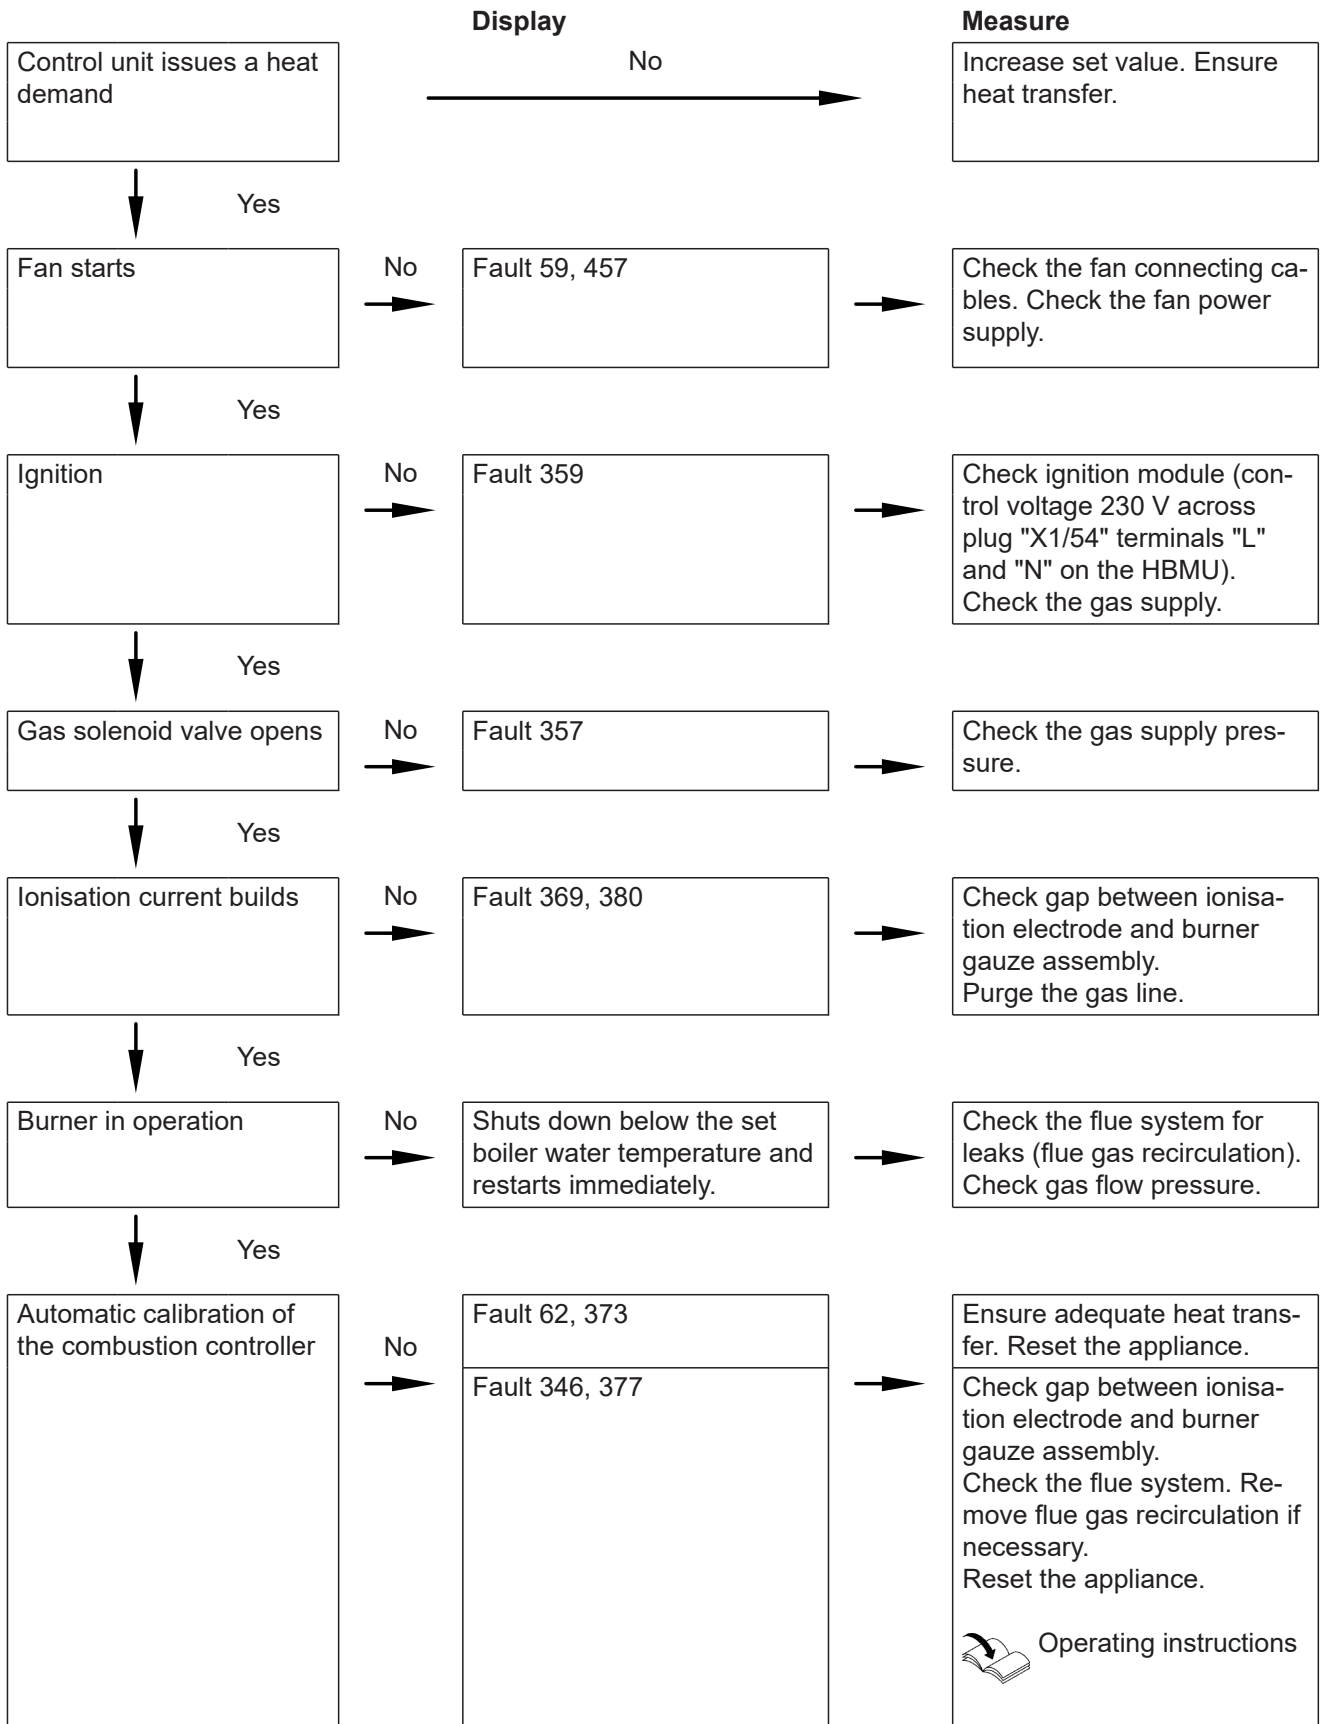 Display
Measure
Control unit issues a heat
demand
No
Increase set value. Ensure
heat transfer.
Yes
Fan starts
No
Fault 59, 457
Check the fan connecting ca-
bles. Check the fan power
supply.
Yes
Ignition
No
Fault 359
Check ignition module (con-
trol voltage 230 V across
plug "X1/54" terminals "L"
and "N" on the HBMU).
Check the gas supply.
Yes
Gas solenoid valve opens
No
Fault 357
Check the gas supply pres-
sure.
Yes
Ionisation current builds
No
Fault 369, 380
Check gap between ionisa-
tion electrode and burner
gauze assembly.
Purge the gas line.
Yes
Burner in operation
No
Shuts down below the set
boiler water temperature and
restarts immediately.
Check the flue system for
leaks (flue gas recirculation).
Check gas flow pressure.
Yes
Automatic calibration of
the combustion controller
No
Fault 62, 373
Ensure adequate heat trans-
fer. Reset the appliance.
Fault 346, 377
Check gap between ionisa-
tion electrode and burner
gauze assembly.
Check the flue system. Re-
move flue gas recirculation if
necessary.
Reset the appliance.
Operating instructions